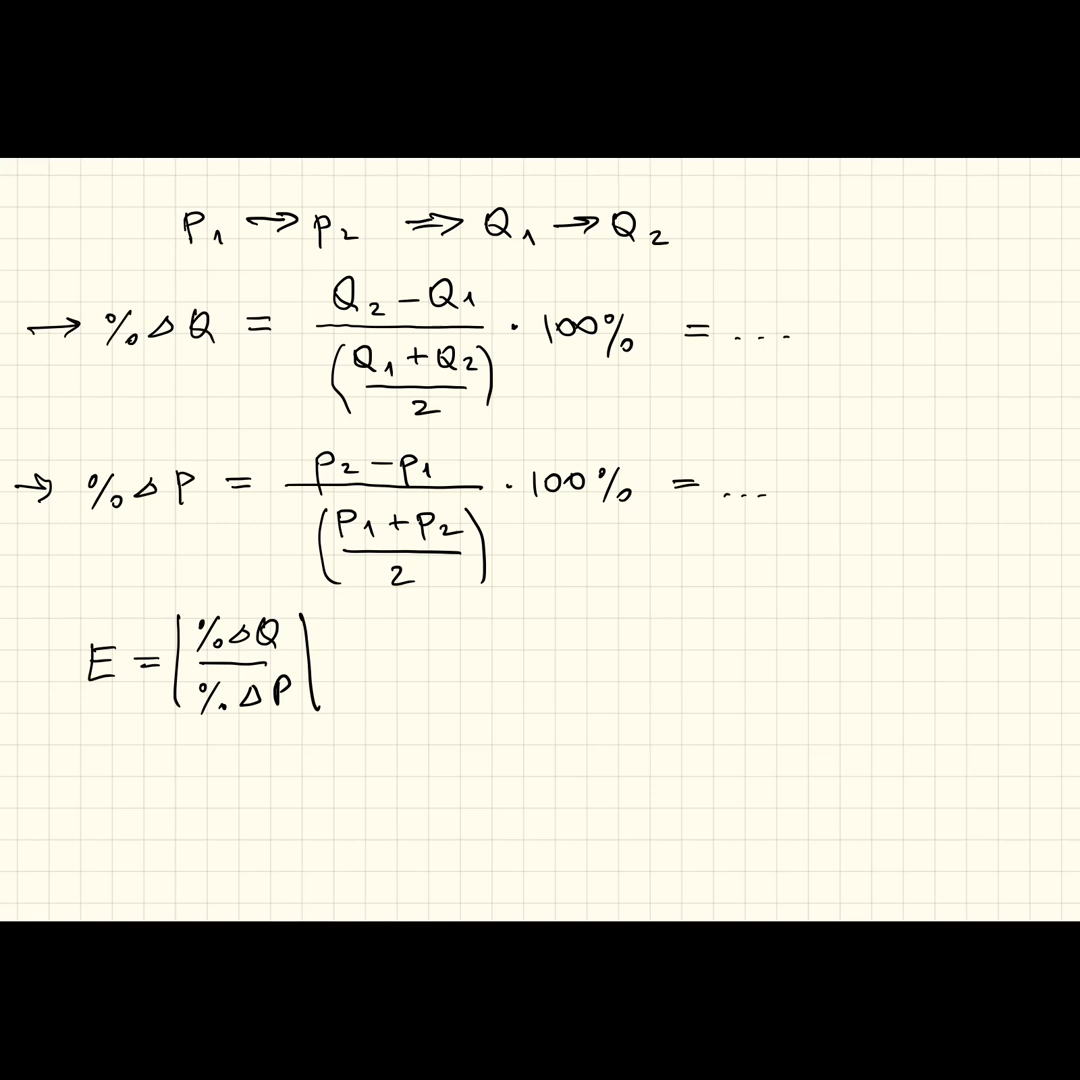 P₁ → P₂ ⇒ Q₁ → Q₂
→ %ΔQ = (Q₂ - Q₁) / ((Q₁ + Q₂) / 2) · 100% = ...
→ %ΔP = (P₂ - P₁) / ((P₁ + P₂) / 2) · 100% = ...
E = |%ΔQ / %ΔP|